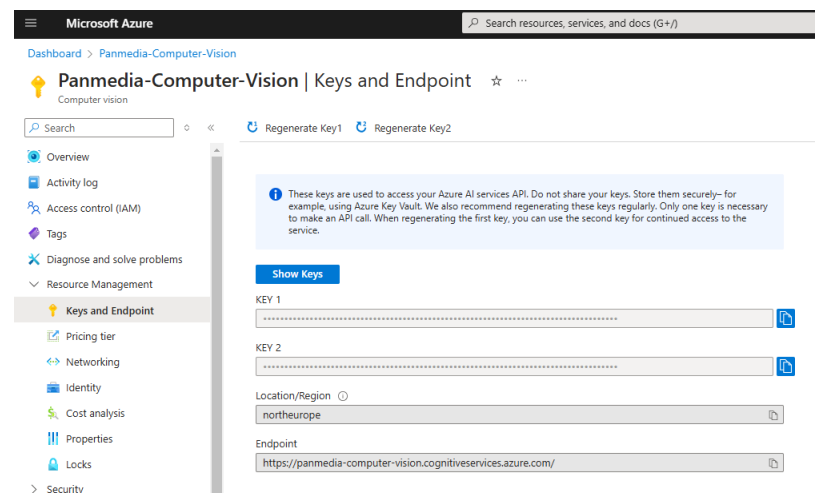 Microsoft Azure
Search resources, services, and docs (G+/)
Dashboard > Panmedia-Computer-Vision
Panmedia-Computer-Vision | Keys and Endpoint
Computer vision
Search
Regenerate Key1
Regenerate Key2
Overview
Activity log
Access control (IAM)
Tags
Diagnose and solve problems
Resource Management
Keys and Endpoint
Pricing tier
Networking
Identity
Cost analysis
Properties
Locks
Security
These keys are used to access your Azure AI services API. Do not share your keys. Store them securely– for
example, using Azure Key Vault. We also recommend regenerating these keys regularly. Only one key is necessary
to make an API call. When regenerating the first key, you can use the second key for continued access to the
service.
Show Keys
KEY 1
KEY 2
Location/Region
northeurope
Endpoint
https://panmedia-computer-vision.cognitiveservices.azure.com/